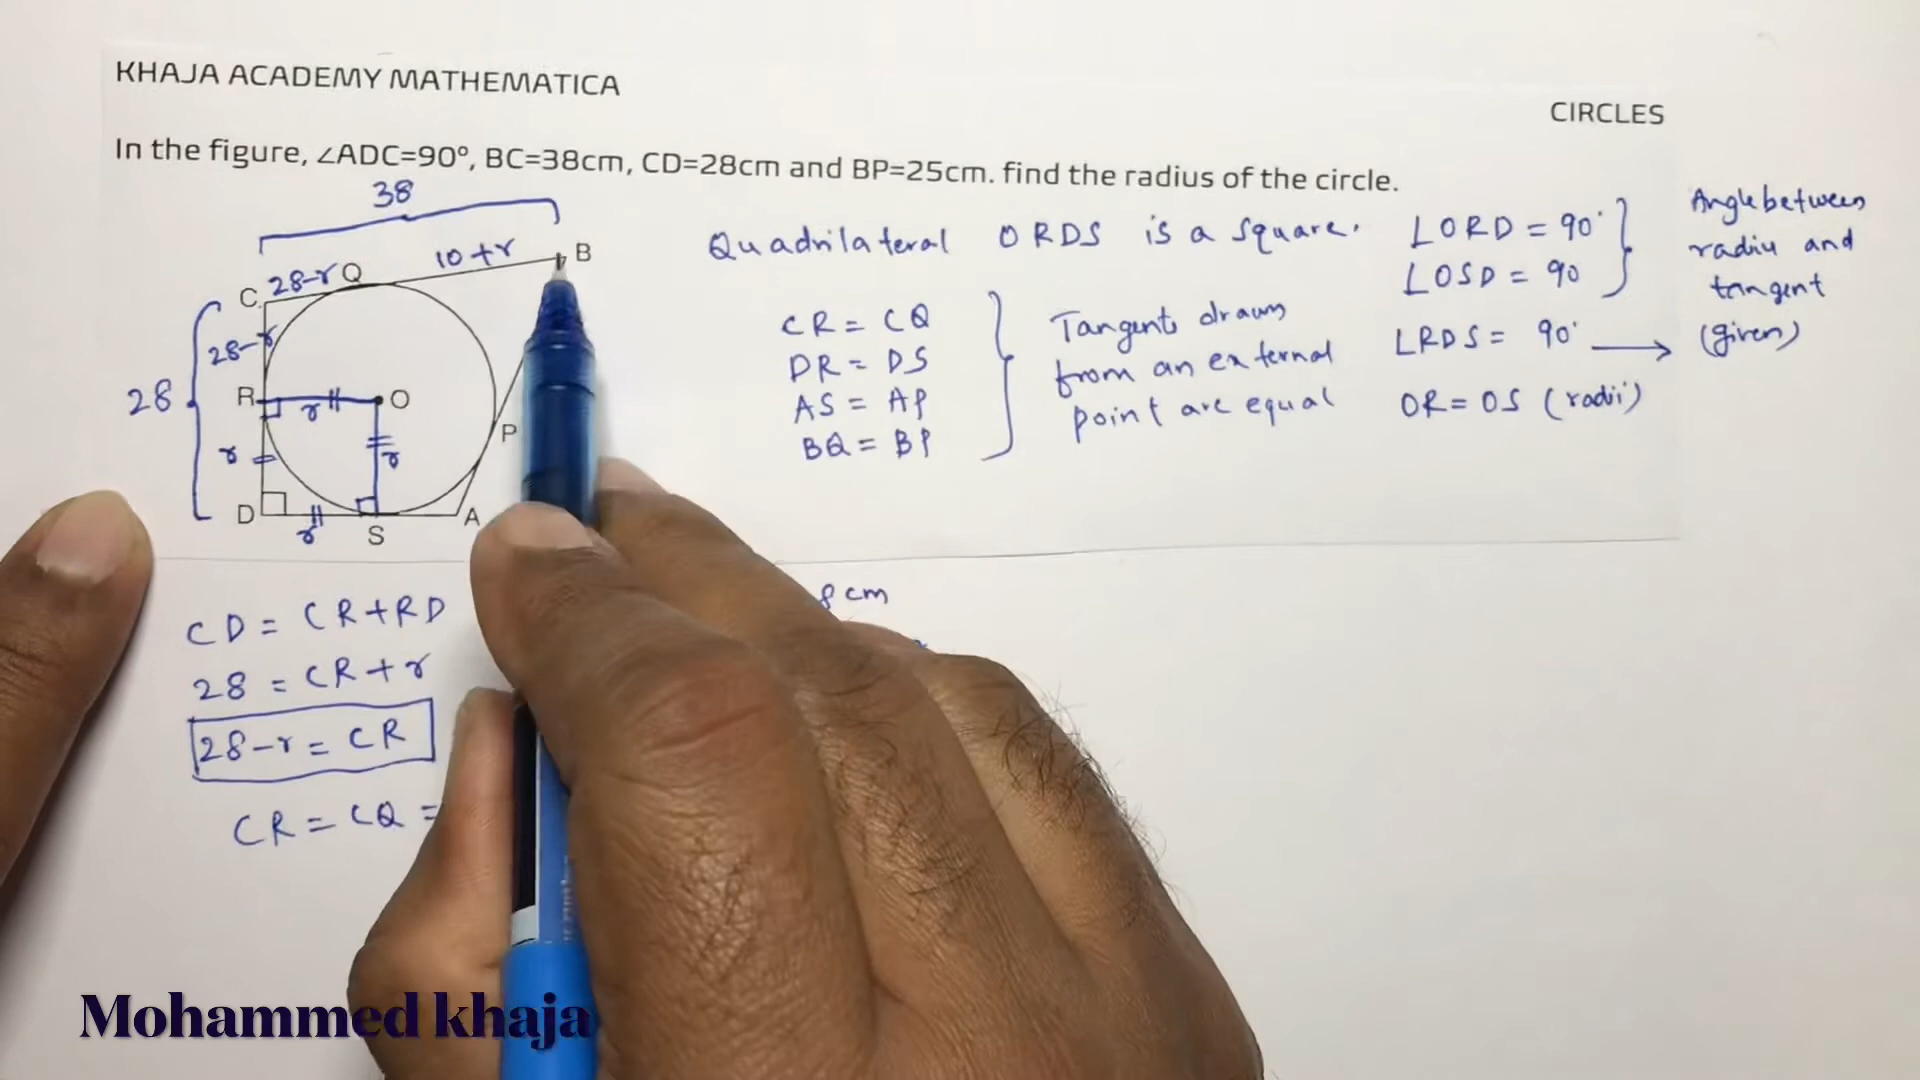 KHAJA ACADEMY MATHEMATICA
CIRCLES
In the figure, ∠ADC=90º, BC=38cm, CD=28cm and BP=25cm. find the radius of the circle.
38
10+r
B
28-r
Q
C
28-r
28
R
r
O
r
r
P
D
r
S
A
Quadrilateral ORDS is a square.
CR = CQ
DR = DS
AS = AP
BQ = BP
Tangents drawn
from an external
point are equal
∠ORD = 90°
∠OSD = 90
∠RDS = 90°
OR = OS (radii)
Angle between
radiu and
tangent
(given)
CD = CR+RD
28 = CR+r
28-r = CR
CR = CQ =
8 cm
Mohammed khaja